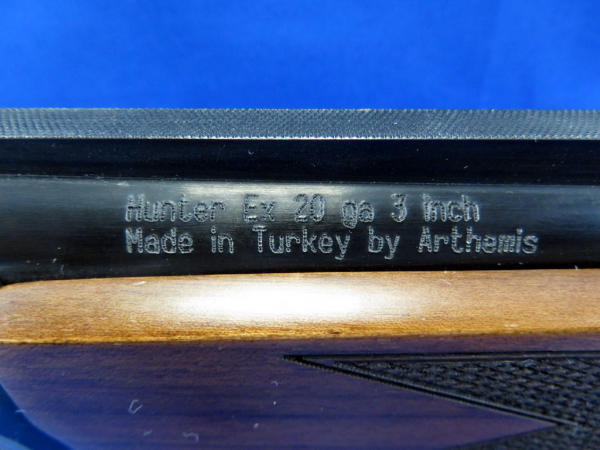 Hunter Ex 20 ga 3 inch
Made in Turkey by Arthemis